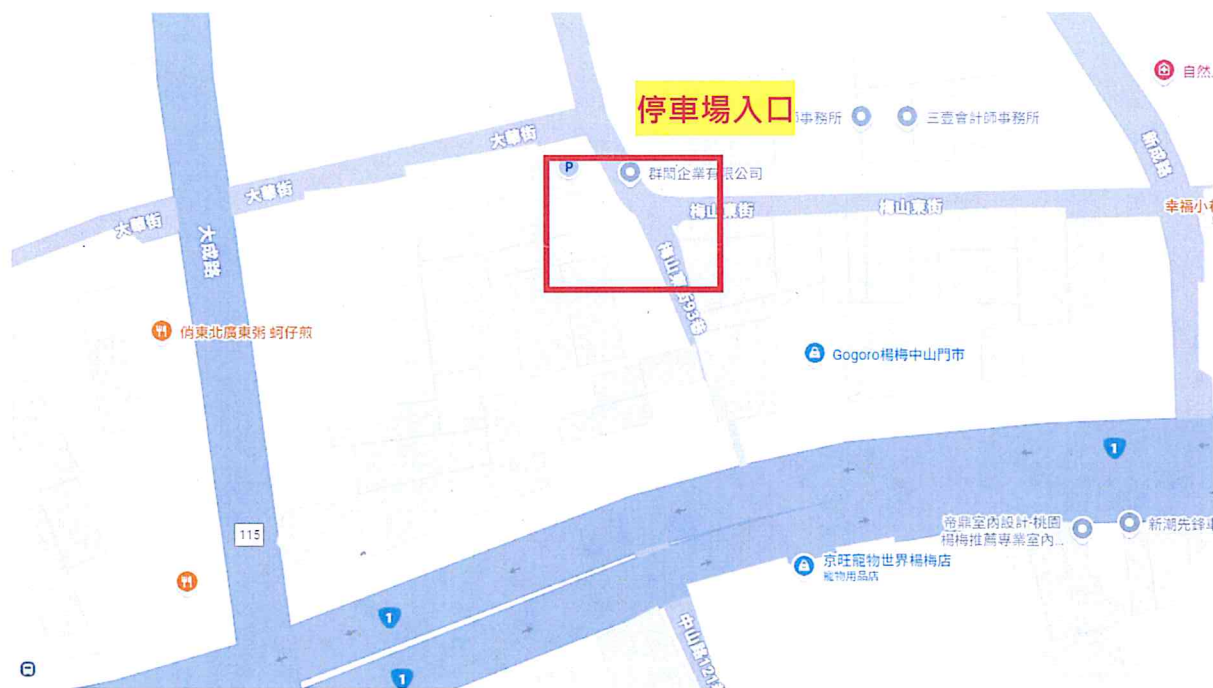 自然
停車場入口
事務所
三壹會計師事務所
大華街
新成路
P
群閎企業有限公司
大華街
梅山東街
梅山東街
幸福小
大華街
大成路
梅山東街93巷
俏東北廣東粥 蚵仔煎
Gogoro楊梅中山門市
1
115
帝鼎室內設計-桃園
楊梅推薦專業室內...
新潮先鋒
京旺寵物世界楊梅店
寵物用品店
1
中山路121
1